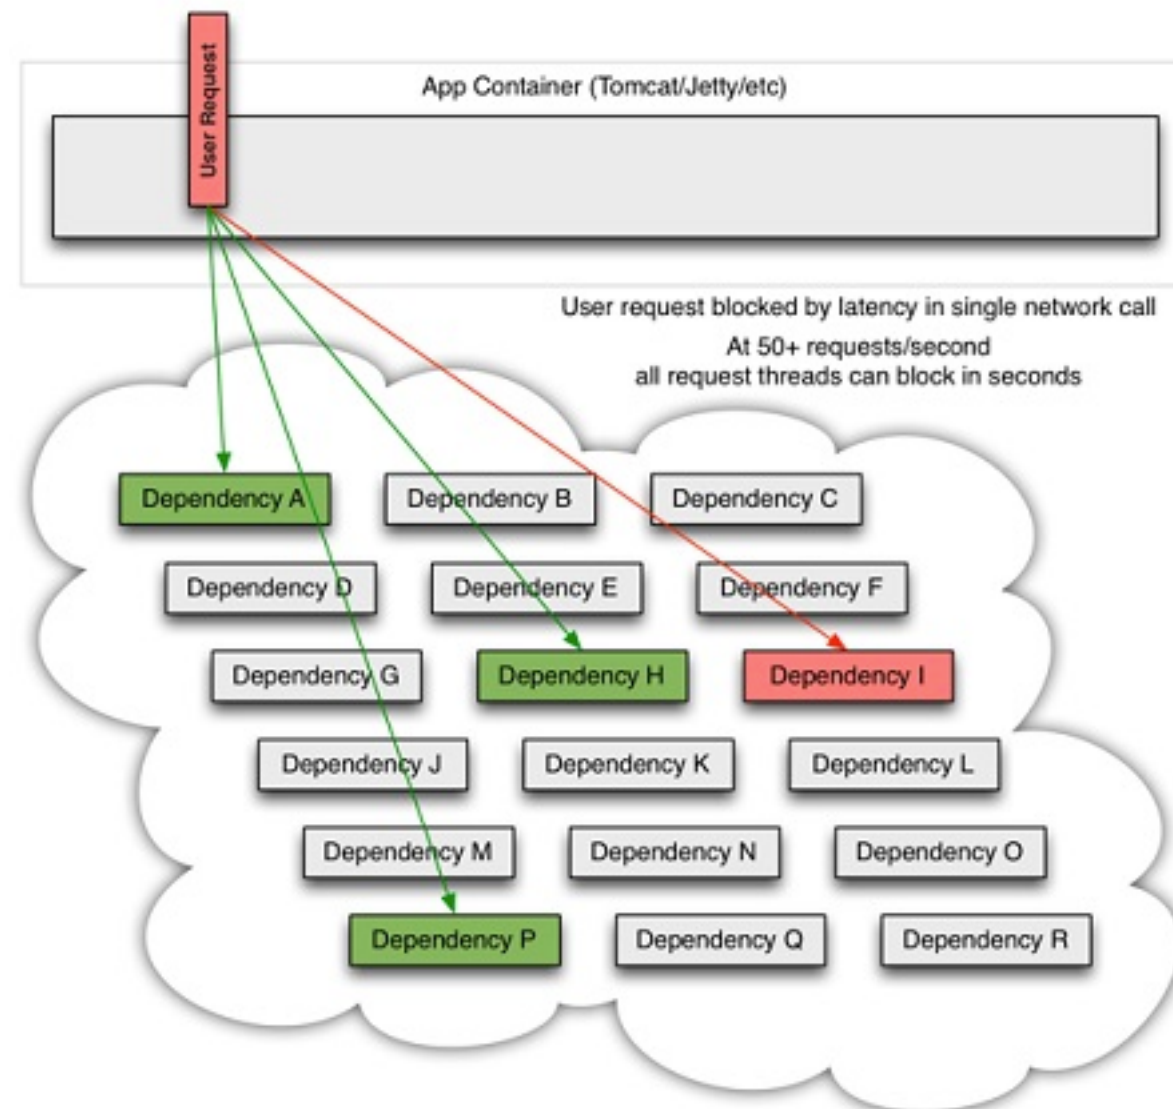 User Request
App Container (Tomcat/Jetty/etc)
User request blocked by latency in single network call
At 50+ requests/second
all request threads can block in seconds
Dependency A
Dependency B
Dependency C
Dependency D
Dependency E
Dependency F
Dependency G
Dependency H
Dependency I
Dependency J
Dependency K
Dependency L
Dependency M
Dependency N
Dependency O
Dependency P
Dependency Q
Dependency R